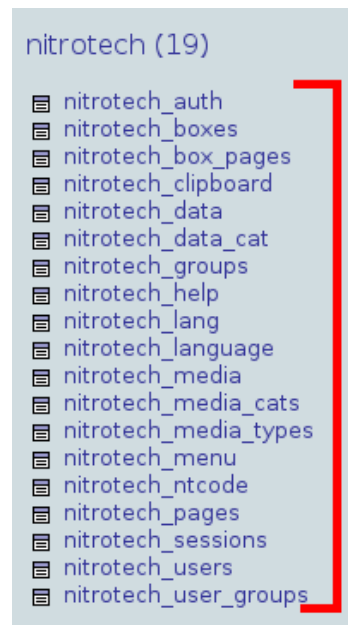 nitrotech (19)
nitrotech_auth
nitrotech_boxes
nitrotech_box_pages
nitrotech_clipboard
nitrotech_data
nitrotech_data_cat
nitrotech_groups
nitrotech_help
nitrotech_lang
nitrotech_language
nitrotech_media
nitrotech_media_cats
nitrotech_media_types
nitrotech_menu
nitrotech_ntcode
nitrotech_pages
nitrotech_sessions
nitrotech_users
nitrotech_user_groups